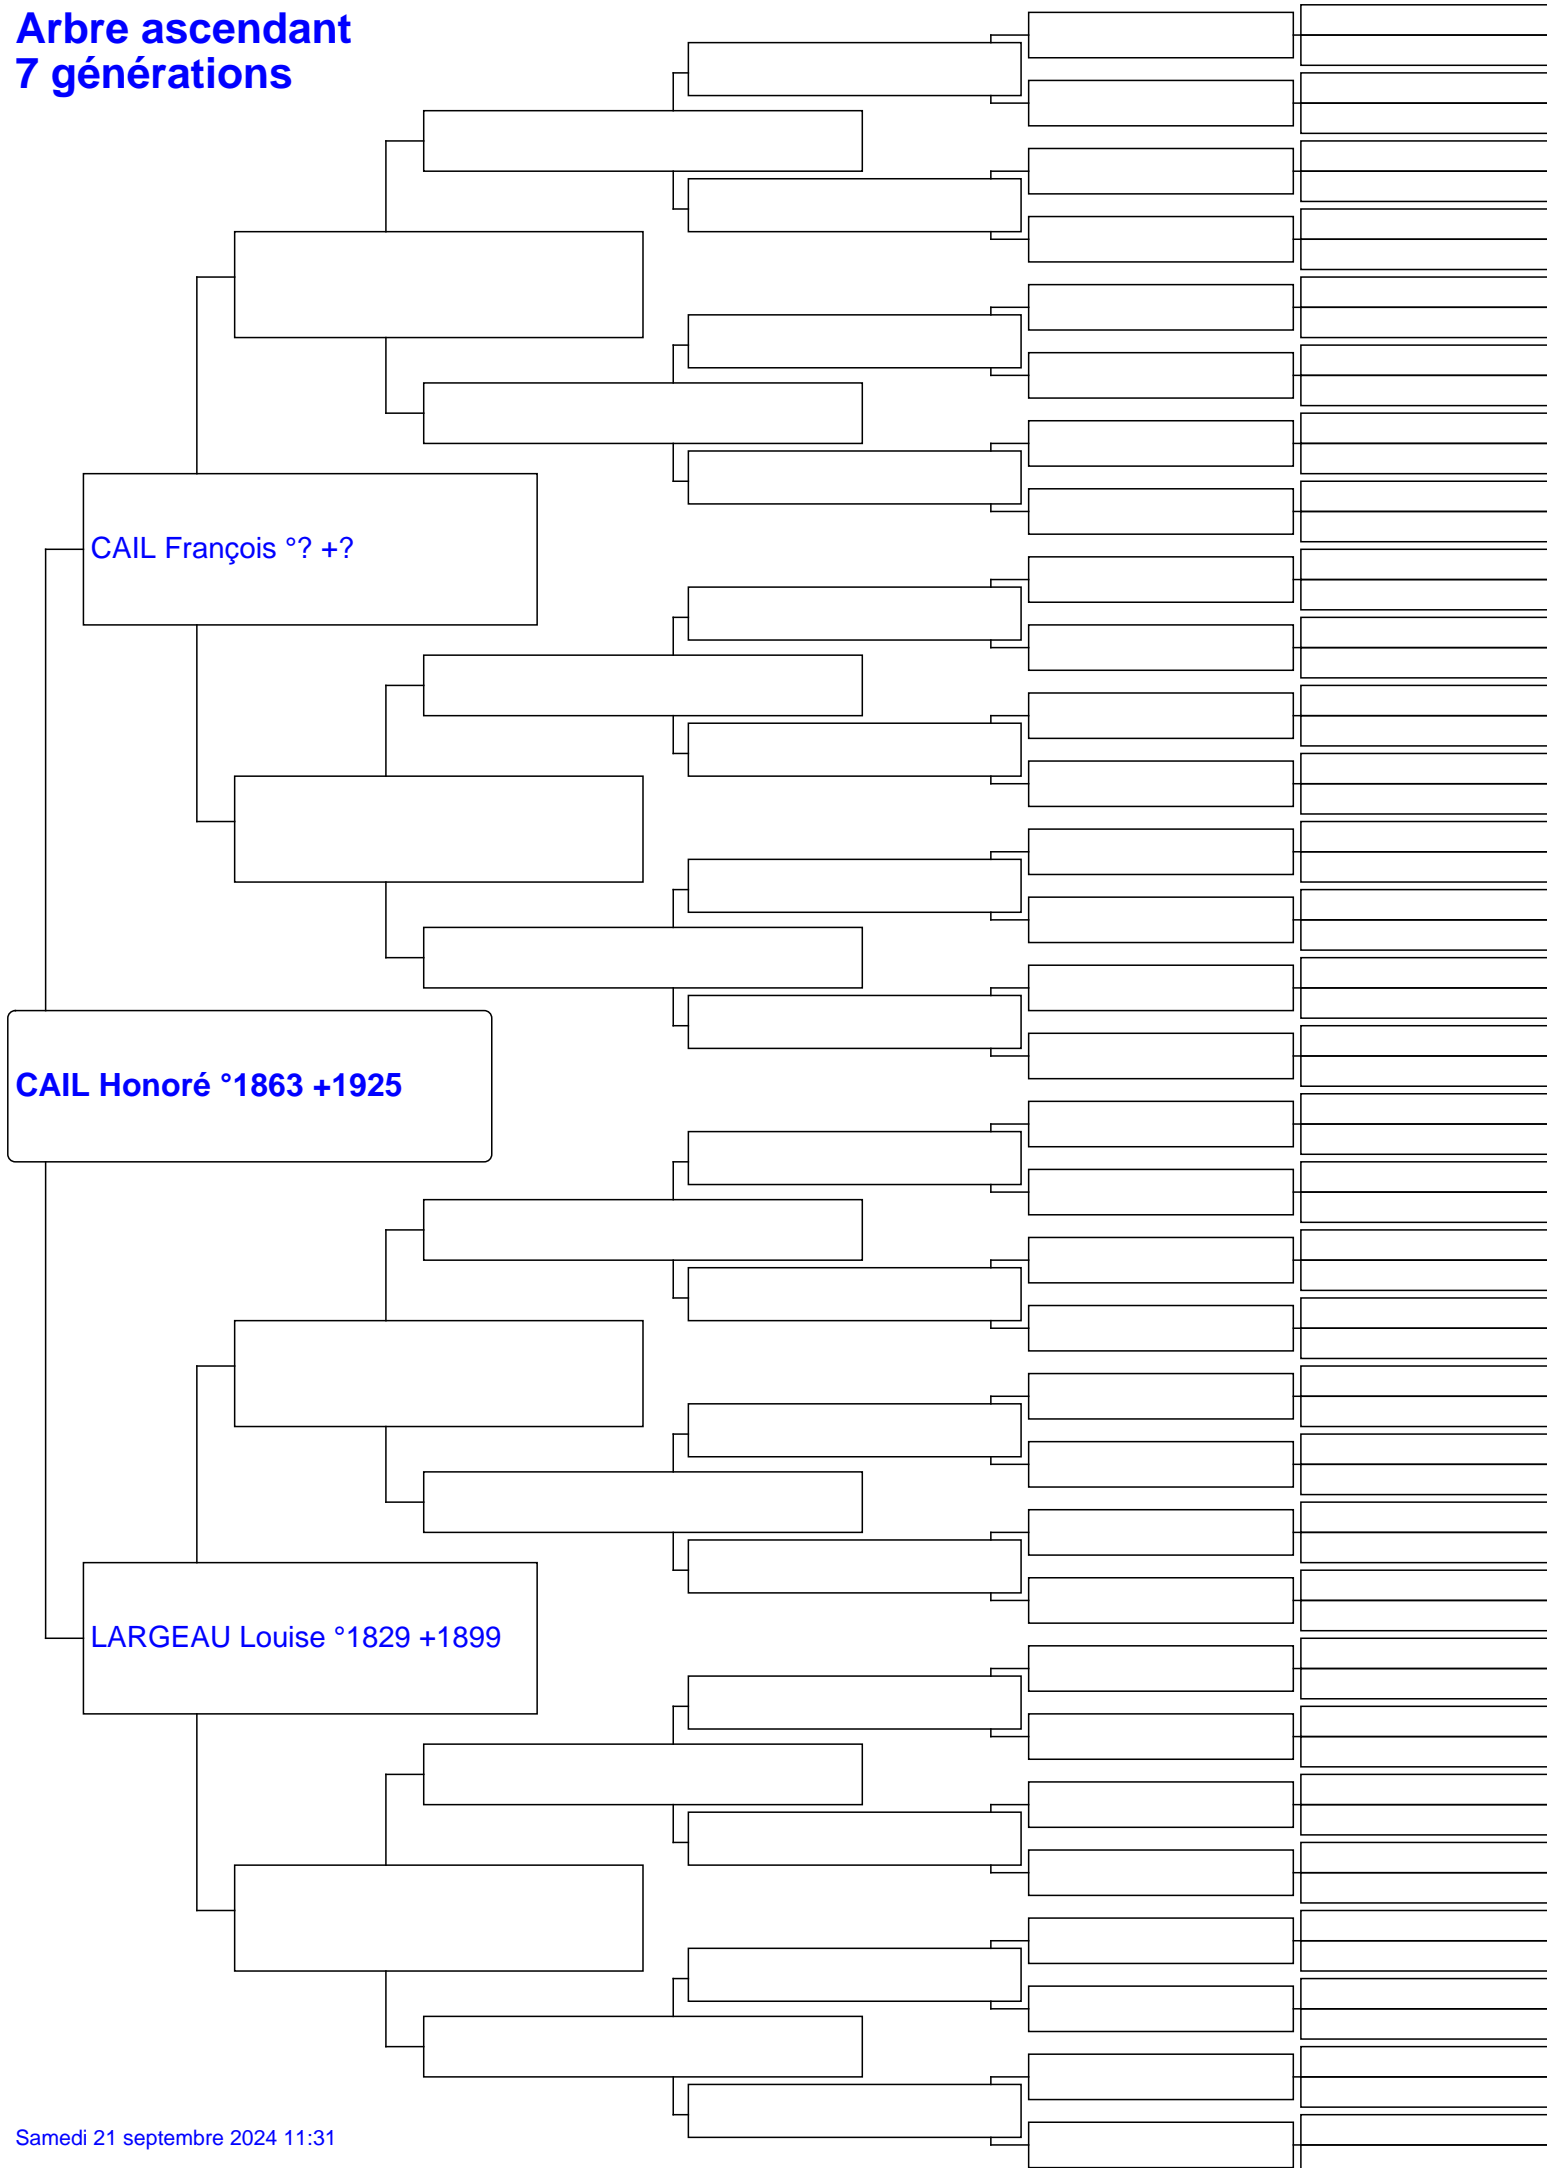 Arbre ascendant
7 générations
CAIL François °? +?
CAIL Honoré °1863 +1925
LARGEAU Louise °1829 +1899
Samedi 21 septembre 2024 11:31